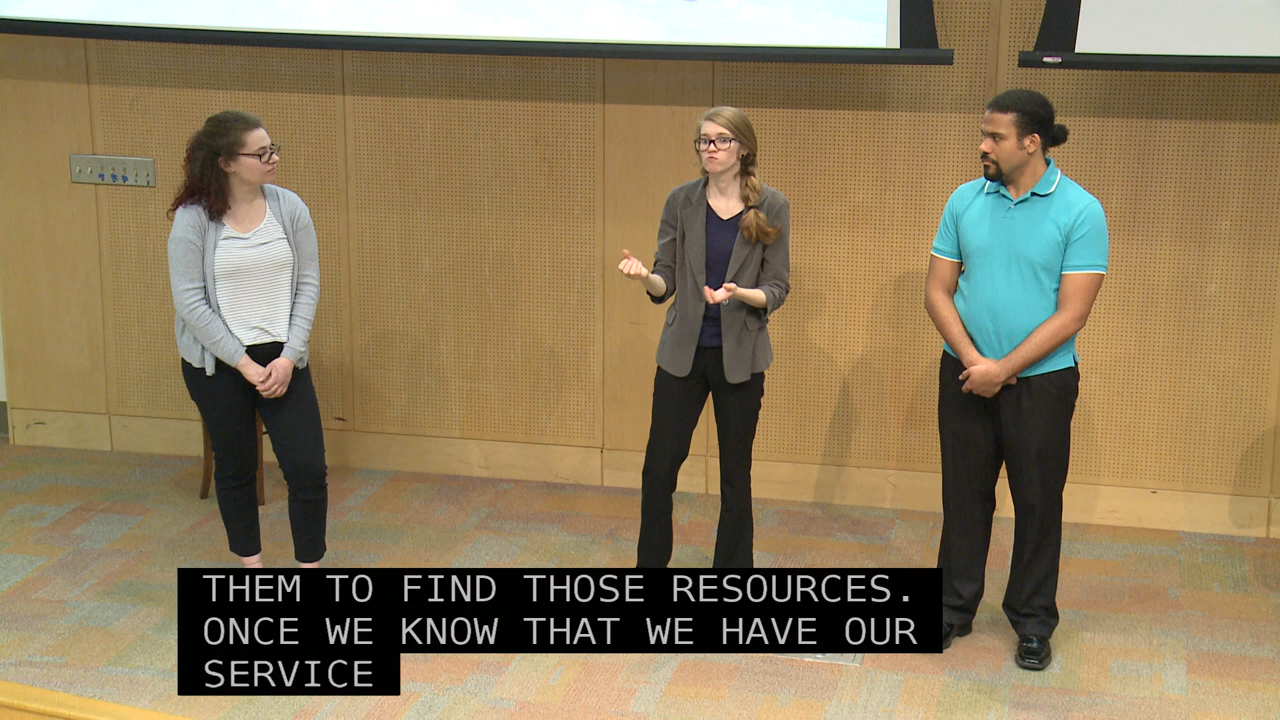 THEM TO FIND THOSE RESOURCES.
ONCE WE KNOW THAT WE HAVE OUR
SERVICE